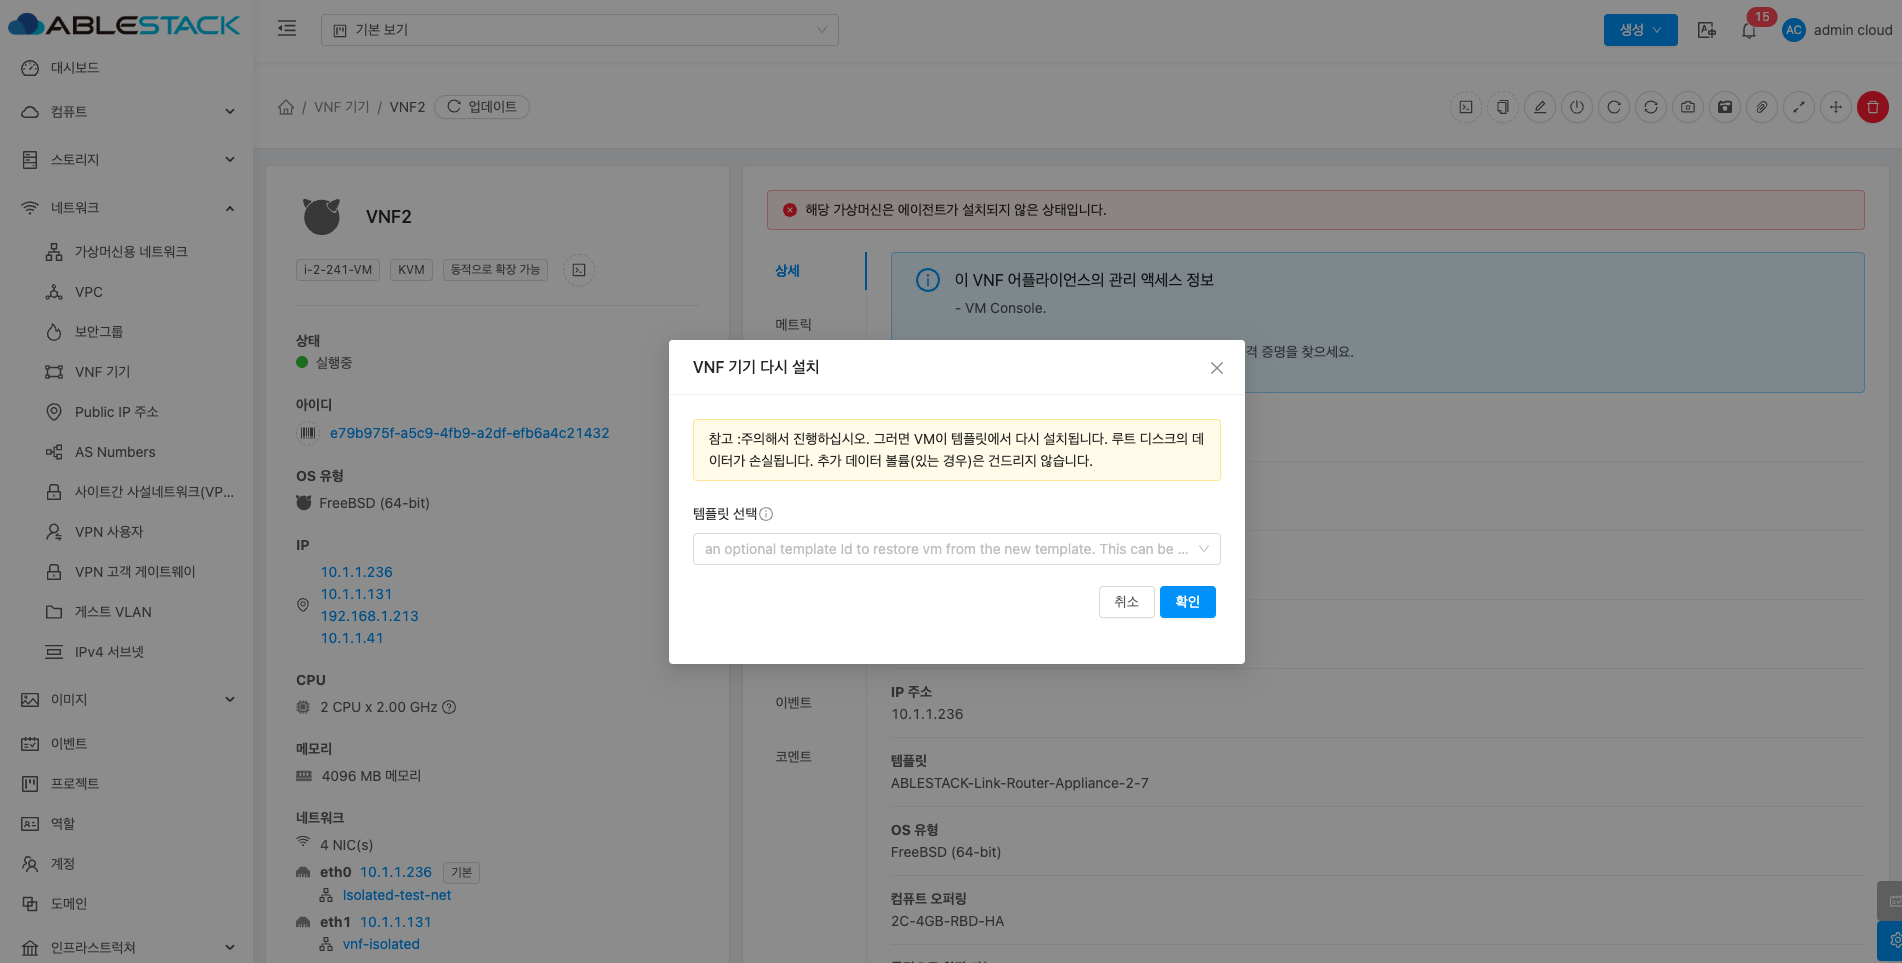 ABLESTACK
기본 보기
생성
15
AC
admin cloud
대시보드
컴퓨트
스토리지
네트워크
가상머신용 네트워크
VPC
보안그룹
VNF 기기
Public IP 주소
AS Numbers
사이트간 사설네트워크(VP...
VPN 사용자
VPN 고객 게이트웨이
게스트 VLAN
IPv4 서브넷
이미지
이벤트
프로젝트
역할
계정
도메인
인프라스트럭쳐
/ VNF 기기 / VNF2
업데이트
VNF2
i-2-241-VM
KVM
동적으로 확장 가능
상태
실행중
아이디
e79b975f-a5c9-4fb9-a2df-efb6a4c21432
OS 유형
FreeBSD (64-bit)
IP
10.1.1.236
10.1.1.131
192.168.1.213
10.1.1.41
CPU
2 CPU x 2.00 GHz
메모리
4096 MB 메모리
네트워크
4 NIC(s)
eth0 10.1.1.236 기본
Isolated-test-net
eth1 10.1.1.131
vnf-isolated
해당 가상머신은 에이전트가 설치되지 않은 상태입니다.
상세
메트릭
이벤트
코멘트
이 VNF 어플라이언스의 관리 액세스 정보
- VM Console.
격 증명을 찾으세요.
VNF 기기 다시 설치
참고 :주의해서 진행하십시오. 그러면 VM이 템플릿에서 다시 설치됩니다. 루트 디스크의 데
이터가 손실됩니다. 추가 데이터 볼륨(있는 경우)은 건드리지 않습니다.
템플릿 선택
an optional template Id to restore vm from the new template. This can be ...
취소
확인
IP 주소
10.1.1.236
템플릿
ABLESTACK-Link-Router-Appliance-2-7
OS 유형
FreeBSD (64-bit)
컴퓨트 오퍼링
2C-4GB-RBD-HA